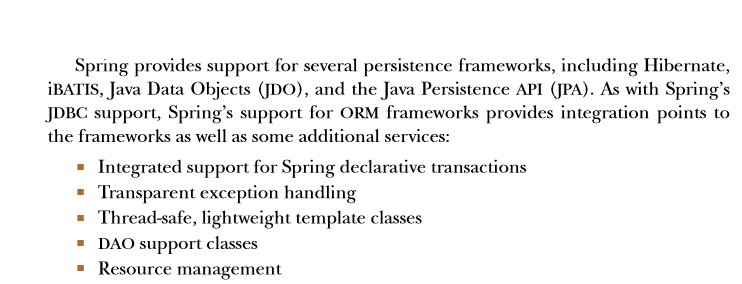 Spring provides support for several persistence frameworks, including Hibernate,
iBATIS, Java Data Objects (JDO), and the Java Persistence API (JPA). As with Spring’s
JDBC support, Spring’s support for ORM frameworks provides integration points to
the frameworks as well as some additional services:
■ Integrated support for Spring declarative transactions
■ Transparent exception handling
■ Thread-safe, lightweight template classes
■ DAO support classes
■ Resource management